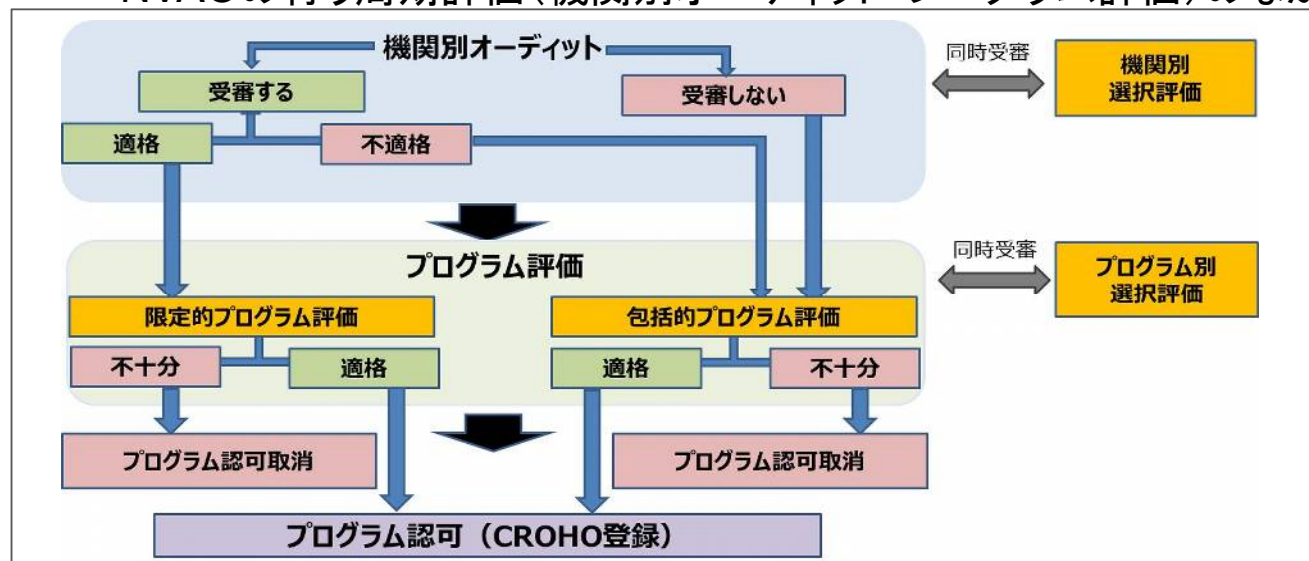 機関別オーディット
同時受審
機関別
選択評価
受審する
受審しない
適格
不適格
プログラム評価
同時受審
プログラム別
選択評価
限定的プログラム評価
包括的プログラム評価
不十分
適格
適格
不十分
プログラム認可取消
プログラム認可取消
プログラム認可（CROHO登録）